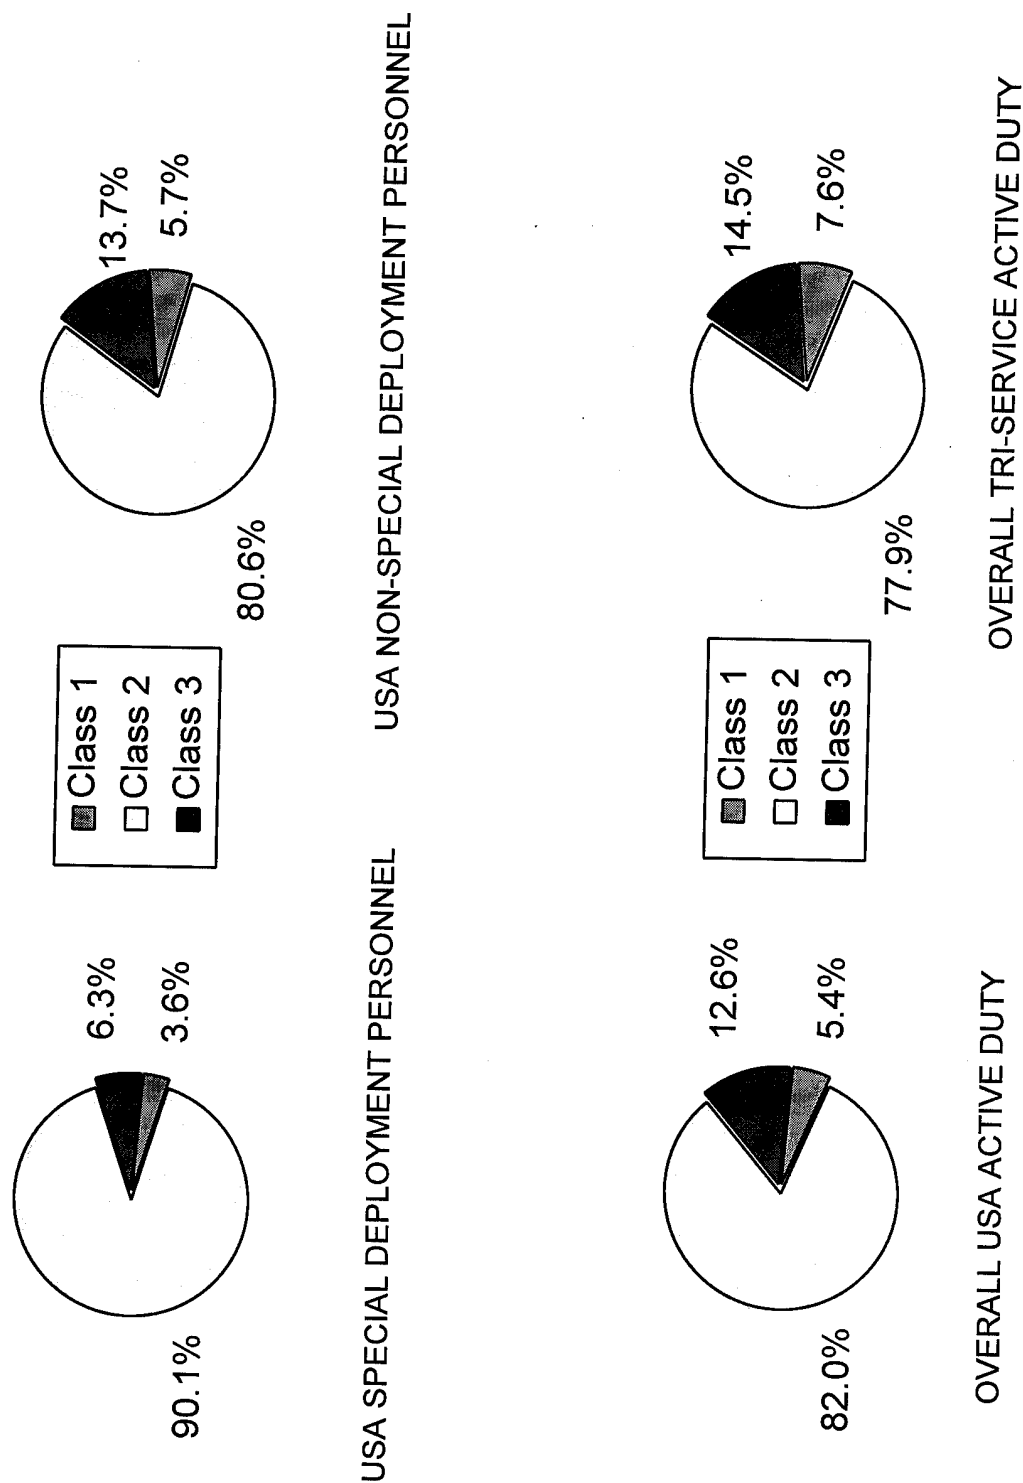 6.3%
3.6%
90.1%
USA SPECIAL DEPLOYMENT PERSONNEL
Class 1
Class 2
Class 3
13.7%
5.7%
80.6%
USA NON-SPECIAL DEPLOYMENT PERSONNEL
12.6%
5.4%
82.0%
OVERALL USA ACTIVE DUTY
Class 1
Class 2
Class 3
14.5%
7.6%
77.9%
OVERALL TRI-SERVICE ACTIVE DUTY